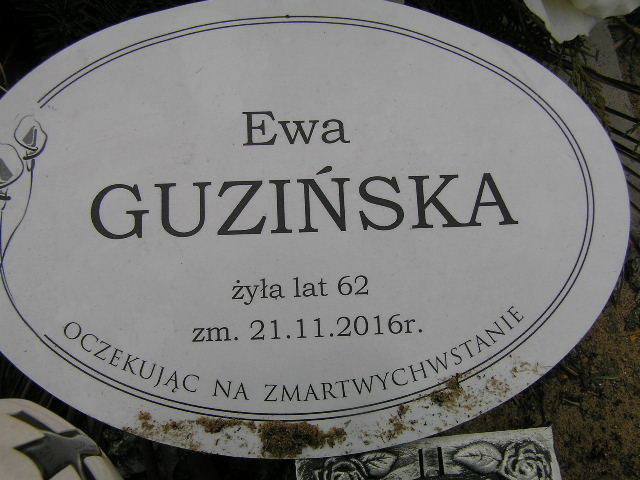 Ewa
GUZIŃSKA
żyła lat 62
zm. 21.11.2016r.
OCZEKUJĄC NA ZMARTWYCHWSTANIE